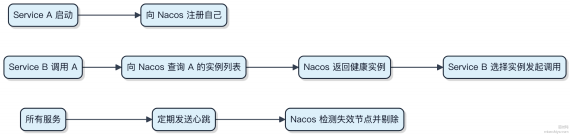 Service A 启动
向 Nacos 注册自己
Service B 调用 A
向 Nacos 查询 A 的实例列表
Nacos 返回健康实例
Service B 选择实例发起调用
所有服务
定期发送心跳
Nacos 检测失效节点并剔除